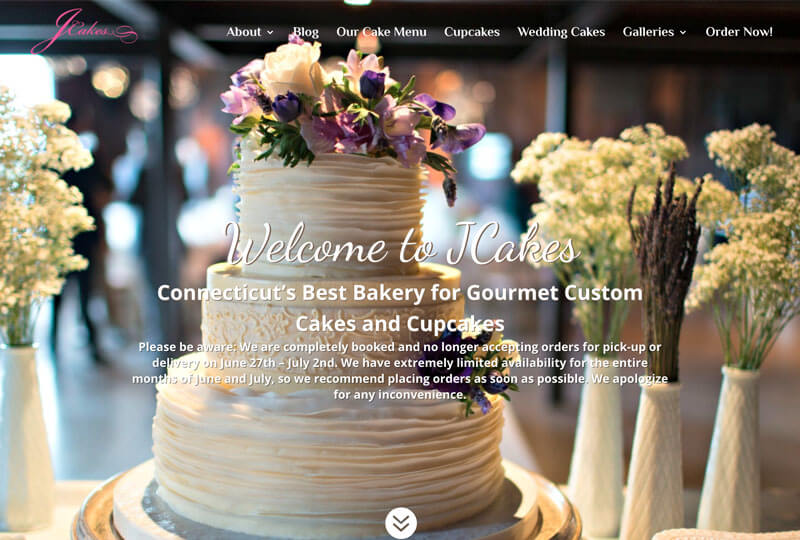 JCakes
About
Blog
Our Cake Menu
Cupcakes
Wedding Cakes
Galleries
Order Now!
Welcome to JCakes
Connecticut’s Best Bakery for Gourmet Custom
Cakes and Cupcakes
Please be aware: We are completely booked and no longer accepting orders for pick-up or
delivery on June 27th – July 2nd. We have extremely limited availability for the entire
months of June and July, so we recommend placing orders as soon as possible. We apologize
for any inconvenience.